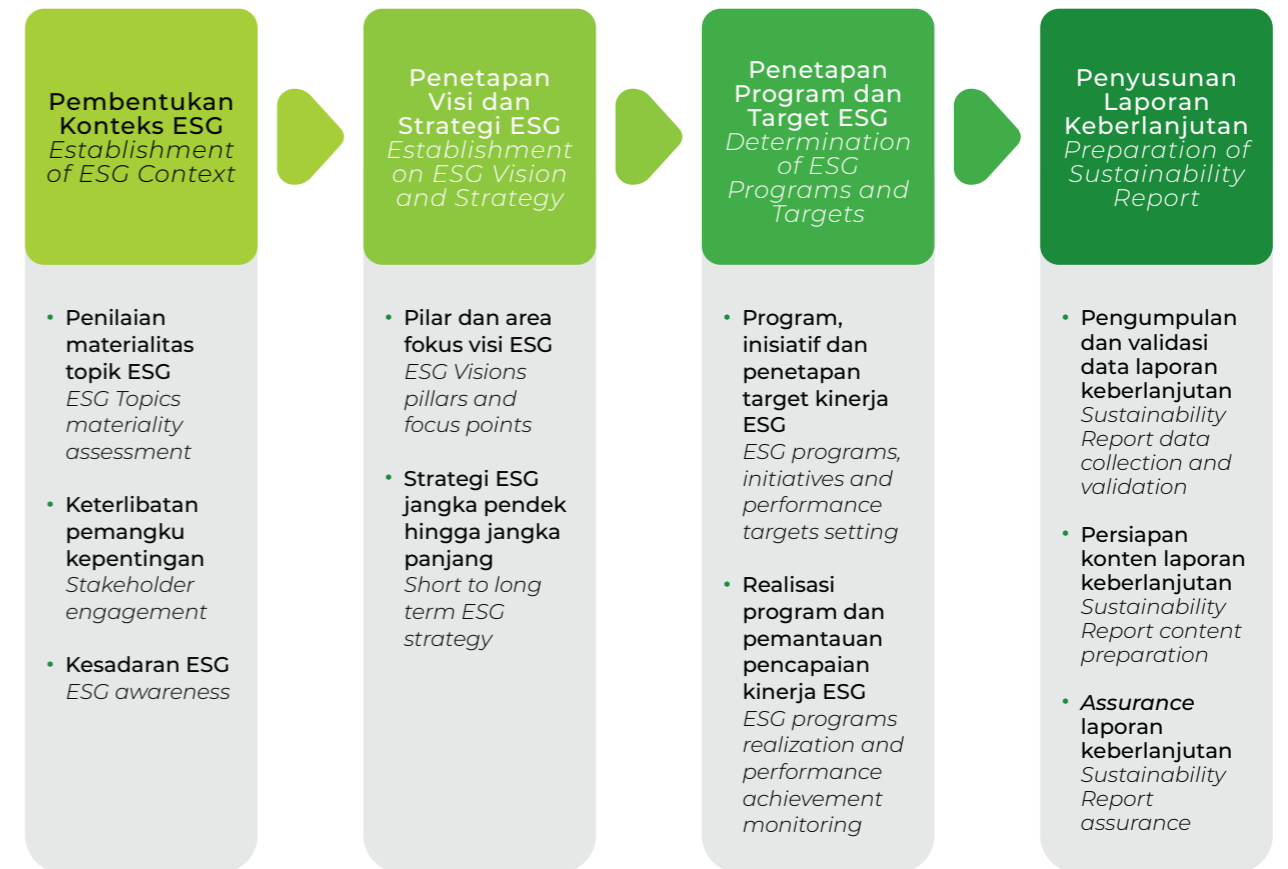 Pembentukan
Konteks ESG
Establishment
of ESG Context
• Penilaian
materialitas
topik ESG
ESG Topics
materiality
assessment
• Keterlibatan
pemangku
kepentingan
Stakeholder
engagement
• Kesadaran ESG
ESG awareness
Penetapan
Visi dan
Strategi ESG
Establishment
on ESG Vision
and Strategy
• Pilar dan area
fokus visi ESG
ESG Visions
pillars and
focus points
• Strategi ESG
jangka pendek
hingga jangka
panjang
Short to long
term ESG
strategy
Penetapan
Program dan
Target ESG
Determination
of ESG
Programs and
Targets
• Program,
inisiatif dan
penetapan
target kinerja
ESG
ESG programs,
initiatives and
performance
targets setting
• Realisasi
program dan
pemantauan
pencapaian
kinerja ESG
ESG programs
realization and
performance
achievement
monitoring
Penyusunan
Laporan
Keberlanjutan
Preparation of
Sustainability
Report
• Pengumpulan
dan validasi
data laporan
keberlanjutan
Sustainability
Report data
collection and
validation
• Persiapan
konten laporan
keberlanjutan
Sustainability
Report content
preparation
• Assurance
laporan
keberlanjutan
Sustainability
Report
assurance